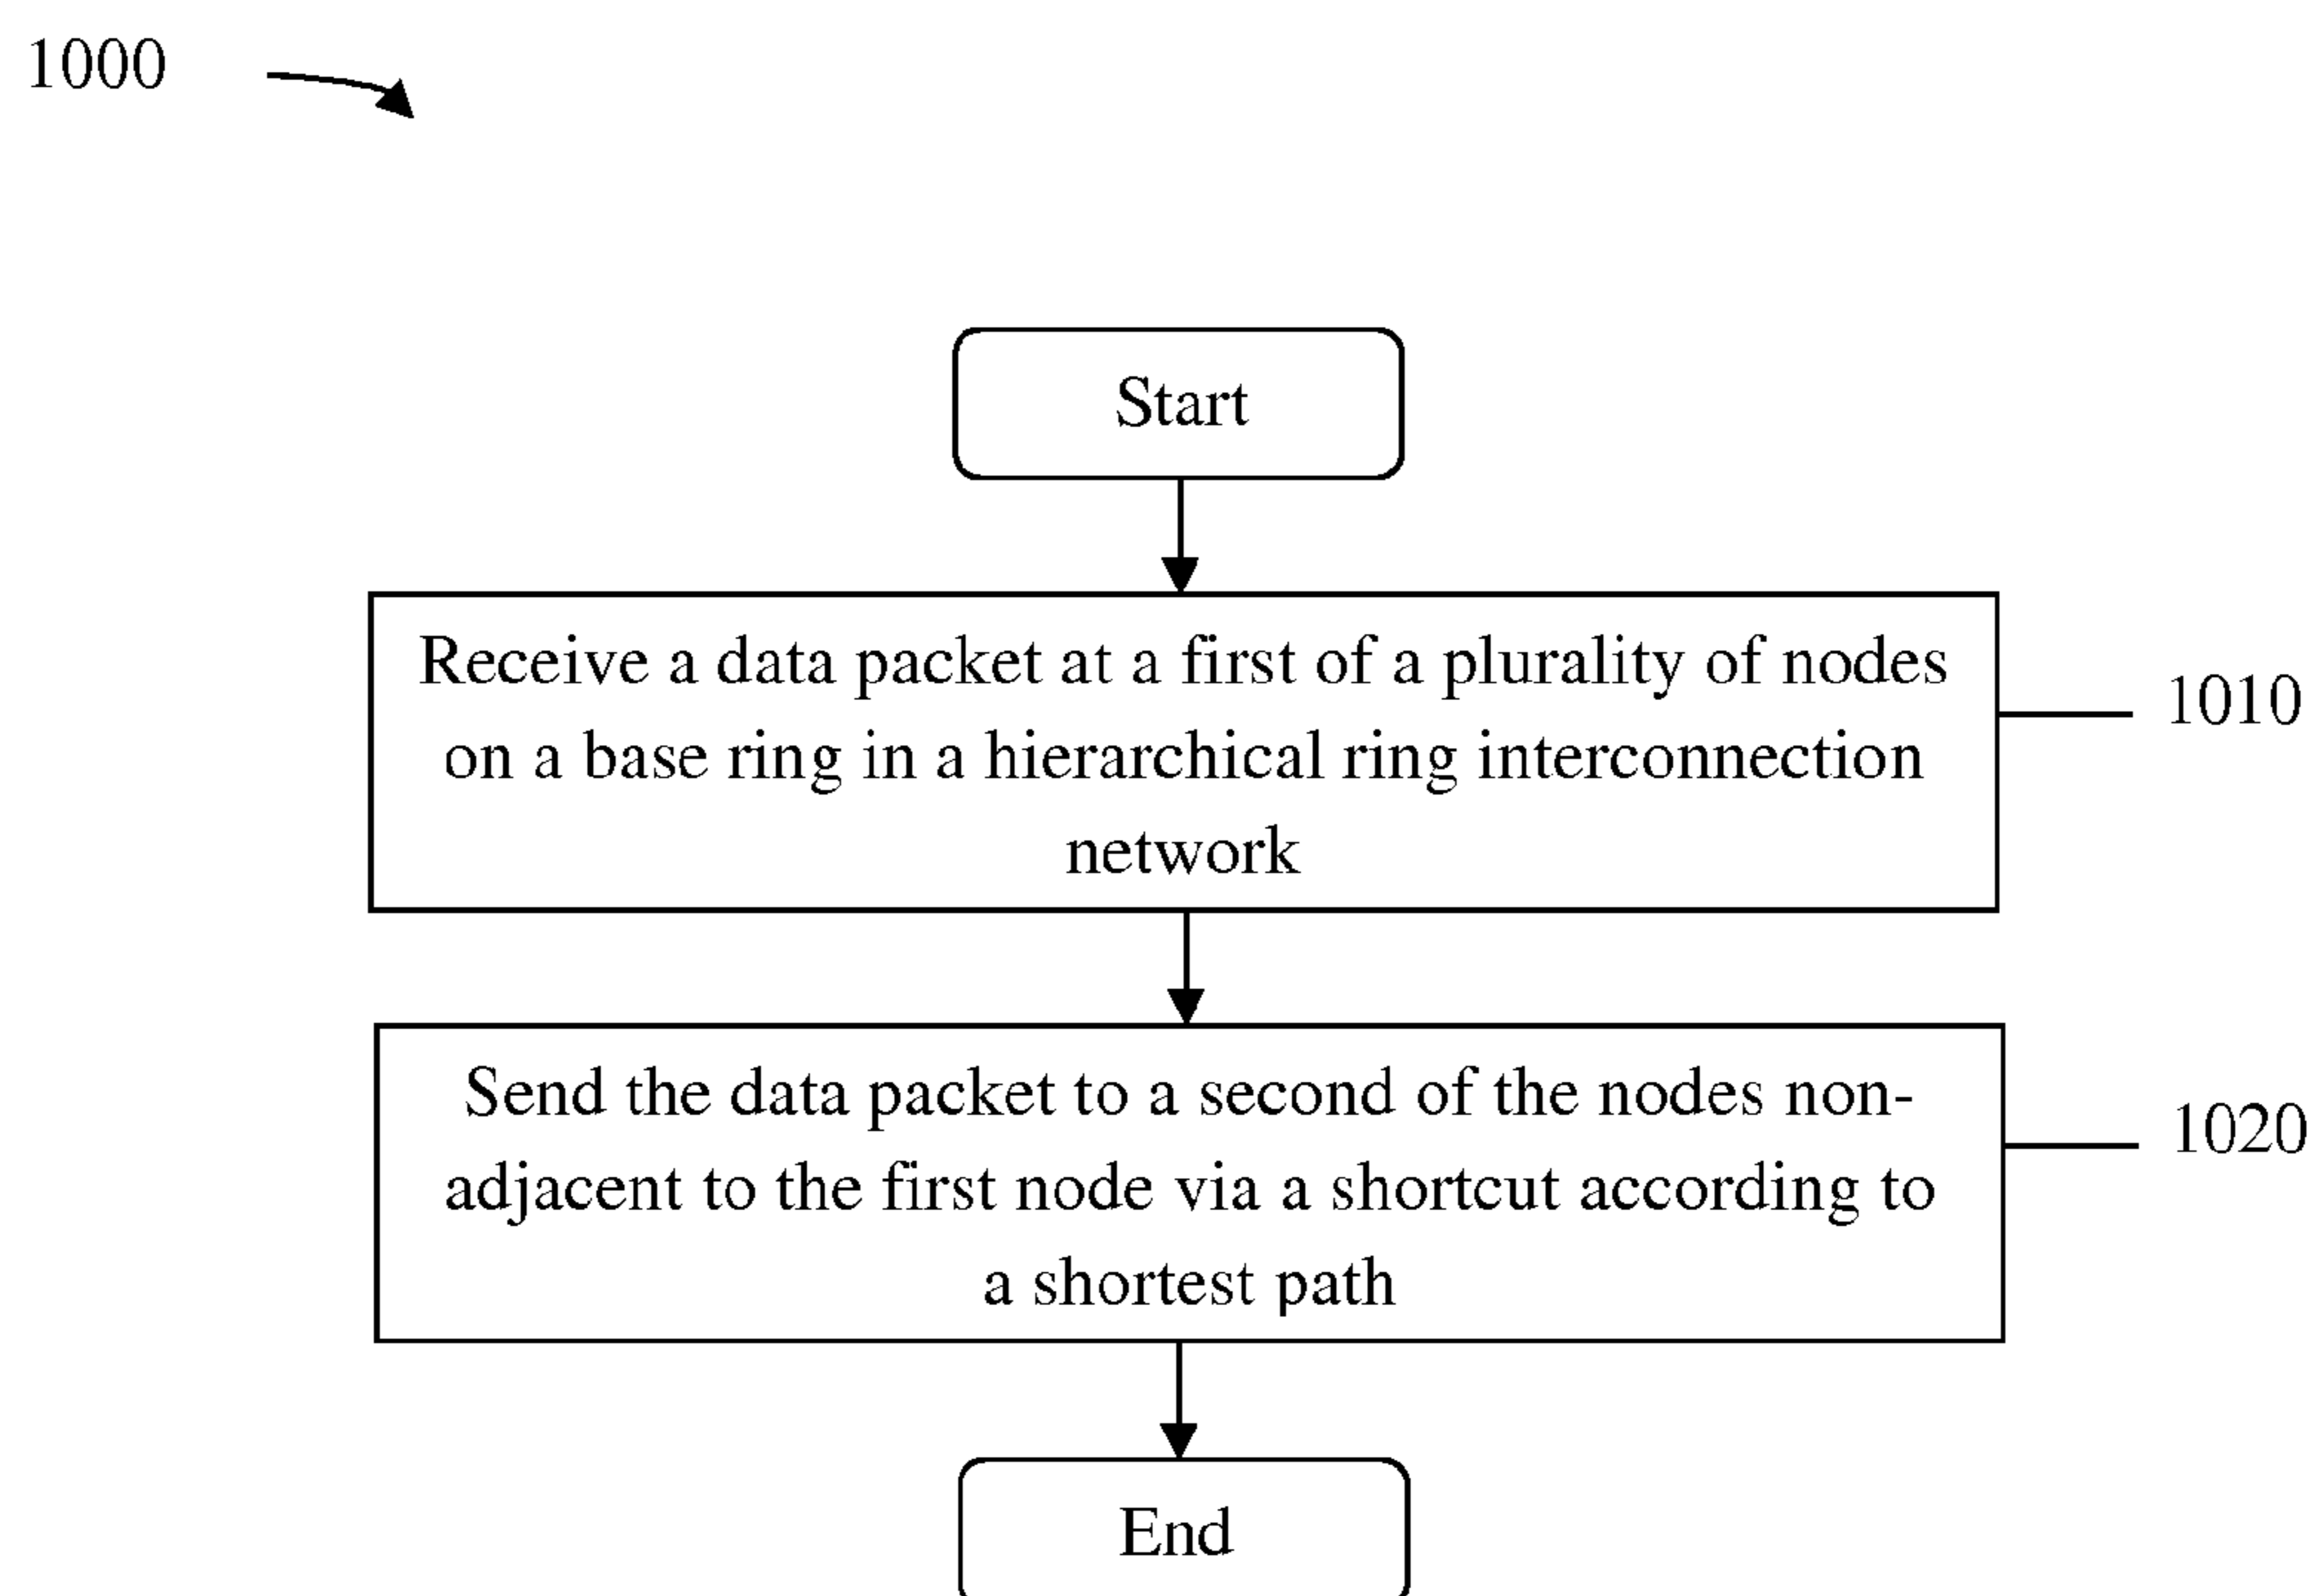 1000
Start
Receive a data packet at a first of a plurality of nodes
on a base ring in a hierarchical ring interconnection
network
1010
Send the data packet to a second of the nodes non-
adjacent to the first node via a shortcut according to
a shortest path
1020
End